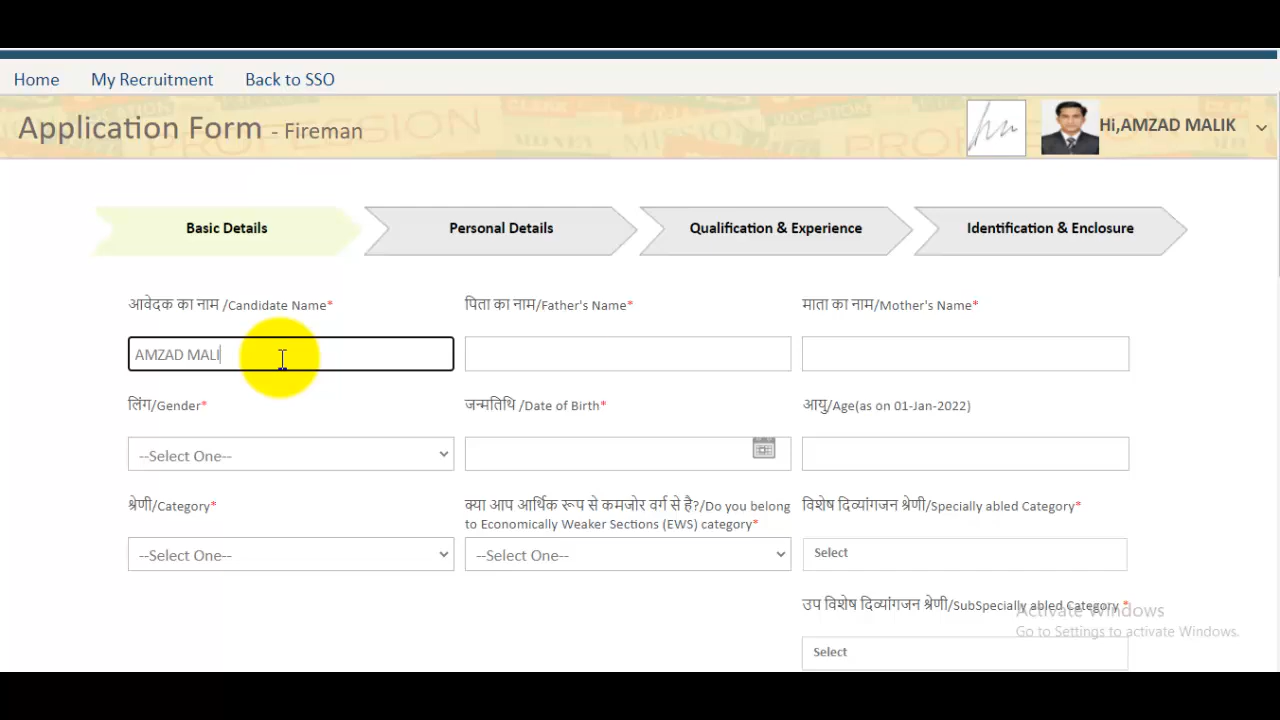 Home My Recruitment Back to SSO
Application Form - Fireman
Hi,AMZAD MALIK
Basic Details Personal Details Qualification & Experience Identification & Enclosure
आवेदक का नाम /Candidate Name* पिता का नाम/Father's Name* माता का नाम/Mother's Name*
AMZAD MALI
लिंग/Gender* जन्मतिथि /Date of Birth* आयु/Age(as on 01-Jan-2022)
--Select One--
श्रेणी/Category* क्या आप आर्थिक रूप से कमजोर वर्ग से है?/Do you belong विशेष दिव्यांगजन श्रेणी/Specially abled Category*
to Economically Weaker Sections (EWS) category*
--Select One-- --Select One-- Select
उप विशेष दिव्यांगजन श्रेणी/SubSpecially abled Category *
Activate Windows
Go to Settings to activate Windows.
Select